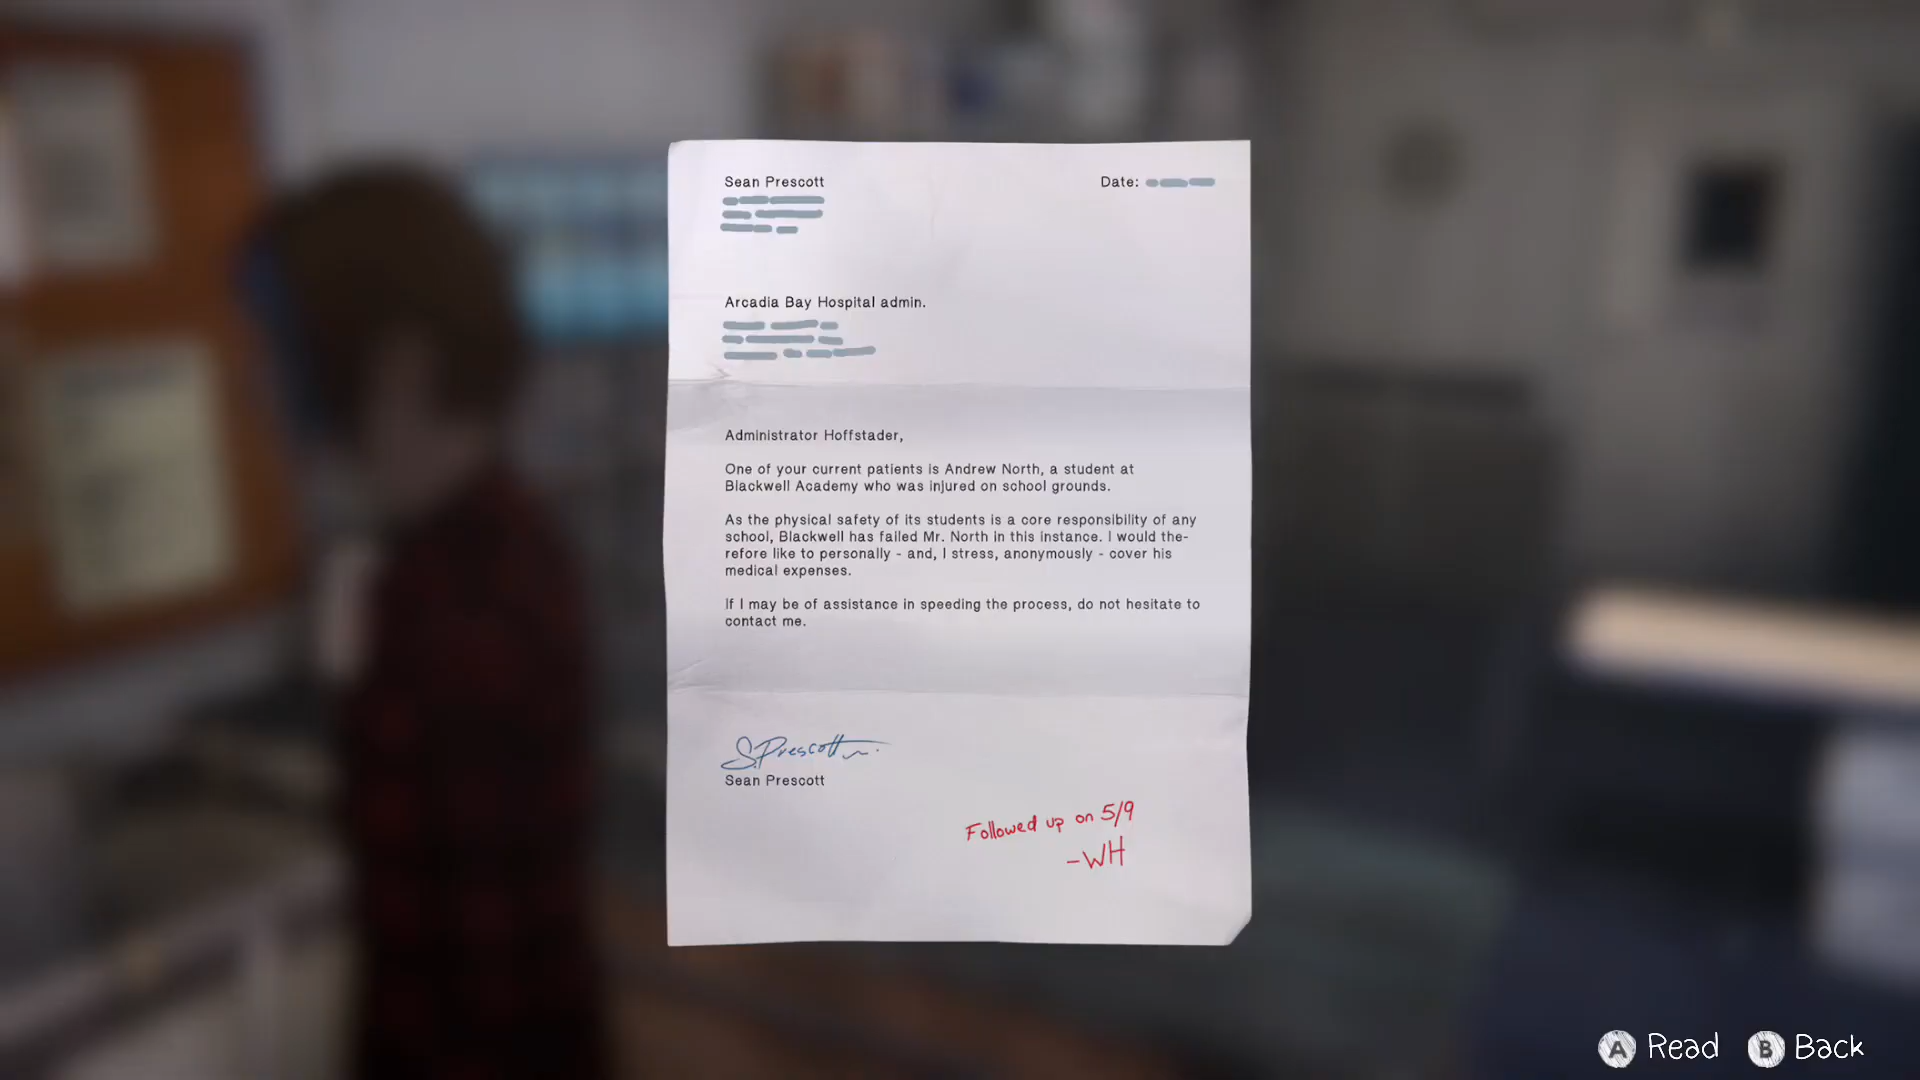 Sean Prescott
Date:
Arcadia Bay Hospital admin.
Administrator Hoffstader,
One of your current patients is Andrew North, a student at
Blackwell Academy who was injured on school grounds.
As the physical safety of its students is a core responsibility of any
school, Blackwell has failed Mr. North in this instance. I would the-
refore like to personally - and, I stress, anonymously - cover his
medical expenses.
If I may be of assistance in speeding the process, do not hesitate to
contact me.
S.Prescott
Sean Prescott
Followed up on 5/9
-WH
A Read B Back